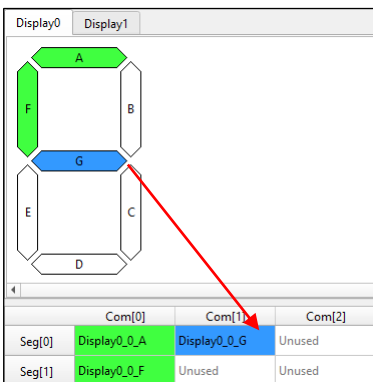 Display0 Display1
A
F B
G
E C
D
Com[0] Com[1] Com[2]
Seg[0] Display0_0_A Display0_0_G Unused
Seg[1] Display0_0_F Unused Unused